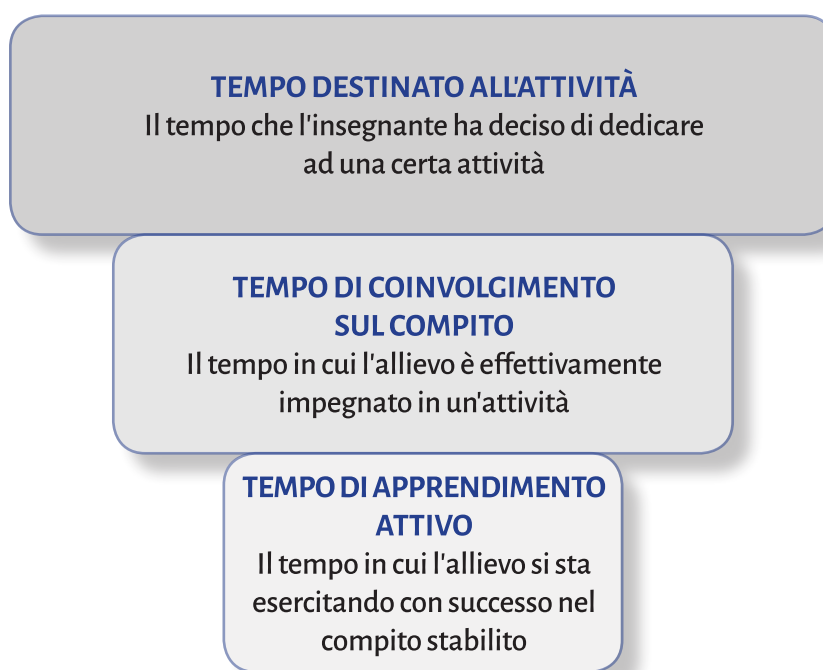 TEMPO DESTINATO ALL'ATTIVITÀ
Il tempo che l'insegnante ha deciso di dedicare
ad una certa attività
TEMPO DI COINVOLGIMENTO
SUL COMPITO
Il tempo in cui l'allievo è effettivamente
impegnato in un'attività
TEMPO DI APPRENDIMENTO
ATTIVO
Il tempo in cui l'allievo si sta
esercitando con successo nel
compito stabilito